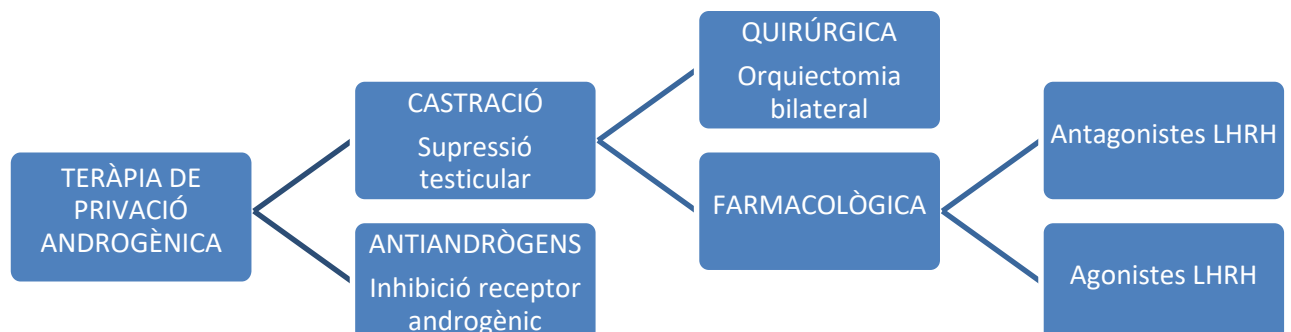 TERÀPIA DE
PRIVACIÓ
ANDROGÈNICA
CASTRACIÓ
Supressió
testicular
ANTIANDRÒGENS
Inhibició receptor
androgènic
QUIRÚRGICA
Orquiectomia
bilateral
FARMACOLÒGICA
Antagonistes LHRH
Agonistes LHRH